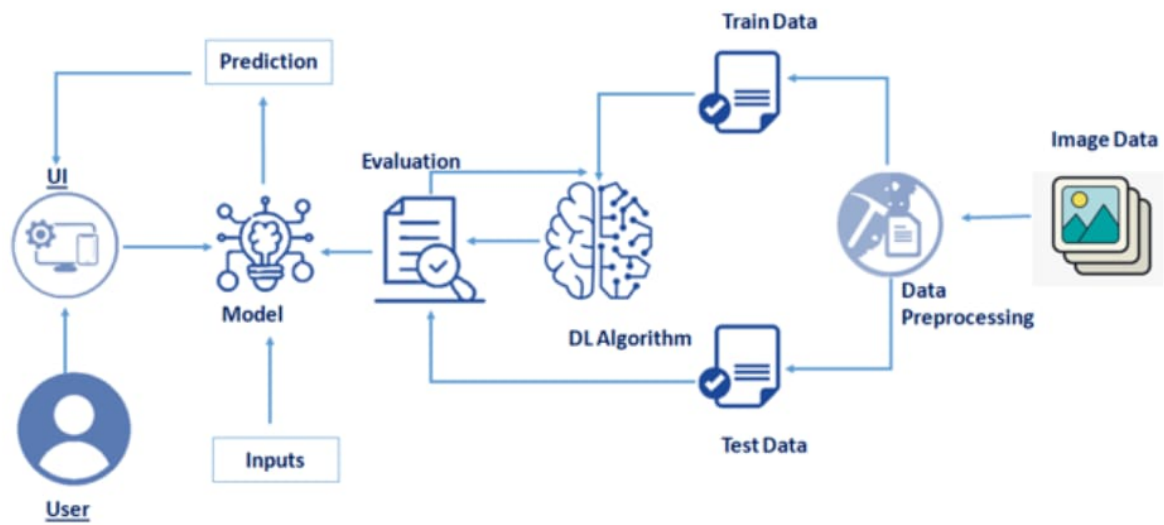 Train Data
Prediction
Image Data
Evaluation
UI
Data
Preprocessing
Model
DL Algorithm
Test Data
Inputs
User